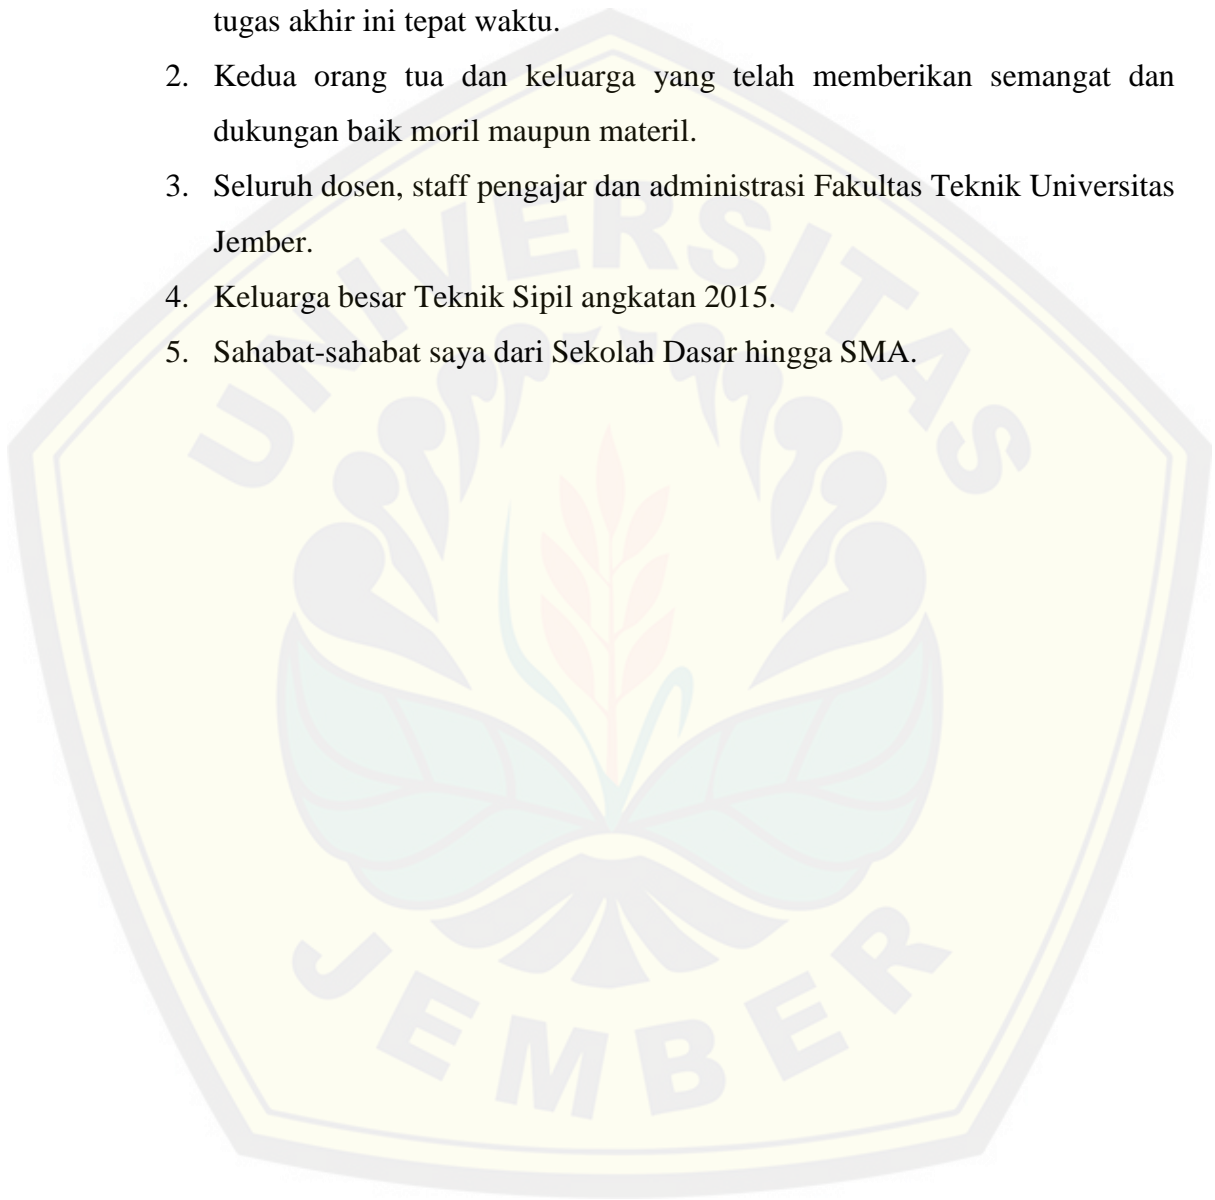 tugas akhir ini tepat waktu.
2. Kedua orang tua dan keluarga yang telah memberikan semangat dan
dukungan baik moril maupun materil.
3. Seluruh dosen, staff pengajar dan administrasi Fakultas Teknik Universitas
Jember.
4. Keluarga besar Teknik Sipil angkatan 2015.
5. Sahabat-sahabat saya dari Sekolah Dasar hingga SMA.
UNIVERSITAS
JEMBER